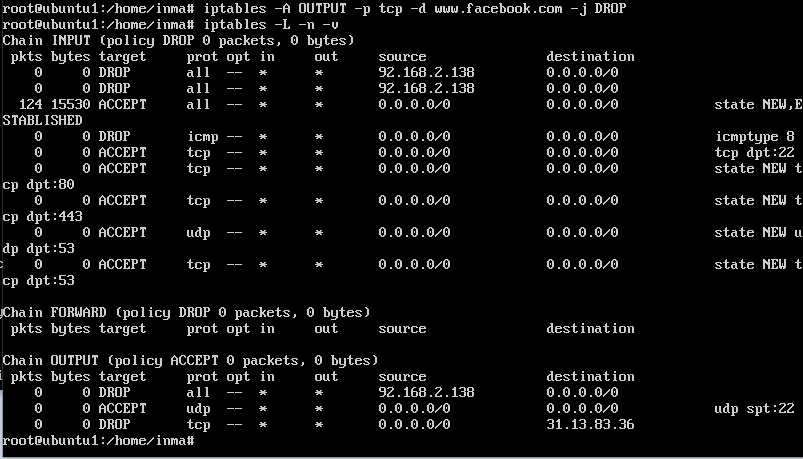 root@ubuntu1:/home/inma# iptables -A OUTPUT -p tcp -d www.facebook.com -j DROP
root@ubuntu1:/home/inma# iptables -L -n -v
Chain INPUT (policy DROP 0 packets, 0 bytes)
pkts bytes target prot opt in out source destination
0 0 DROP all -- * * 92.168.2.138 0.0.0.0/0
0 0 DROP all -- * * 92.168.2.138 0.0.0.0/0
124 15530 ACCEPT all -- * * 0.0.0.0/0 0.0.0.0/0 state NEW,E
STABLISHED
0 0 DROP icmp -- * * 0.0.0.0/0 0.0.0.0/0 icmptype 8
0 0 ACCEPT tcp -- * * 0.0.0.0/0 0.0.0.0/0 tcp dpt:22
0 0 ACCEPT tcp -- * * 0.0.0.0/0 0.0.0.0/0 state NEW t
cp dpt:80
0 0 ACCEPT tcp -- * * 0.0.0.0/0 0.0.0.0/0 state NEW t
cp dpt:443
0 0 ACCEPT udp -- * * 0.0.0.0/0 0.0.0.0/0 state NEW u
dp dpt:53
0 0 ACCEPT tcp -- * * 0.0.0.0/0 0.0.0.0/0 state NEW t
cp dpt:53
Chain FORWARD (policy DROP 0 packets, 0 bytes)
pkts bytes target prot opt in out source destination
Chain OUTPUT (policy ACCEPT 0 packets, 0 bytes)
pkts bytes target prot opt in out source destination
0 0 DROP all -- * * 92.168.2.138 0.0.0.0/0
0 0 ACCEPT udp -- * * 0.0.0.0/0 0.0.0.0/0 udp spt:22
0 0 DROP tcp -- * * 0.0.0.0/0 31.13.83.36
root@ubuntu1:/home/inma#